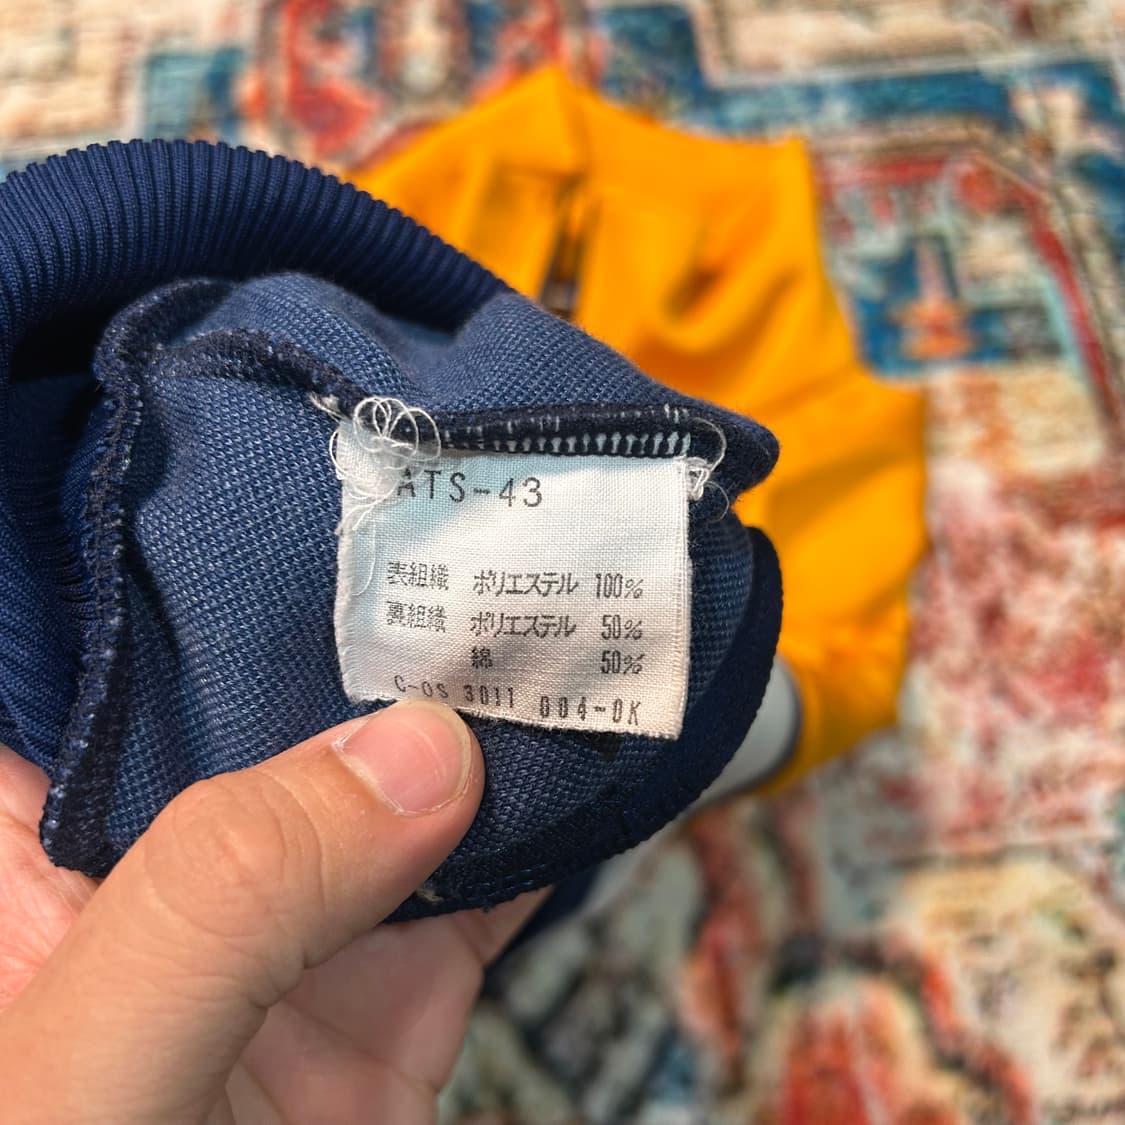 ATS-43
表組織 ポリエステル 100%
裏組織 ポリエステル 50%
綿 50%
C-OS 3011 004-OK